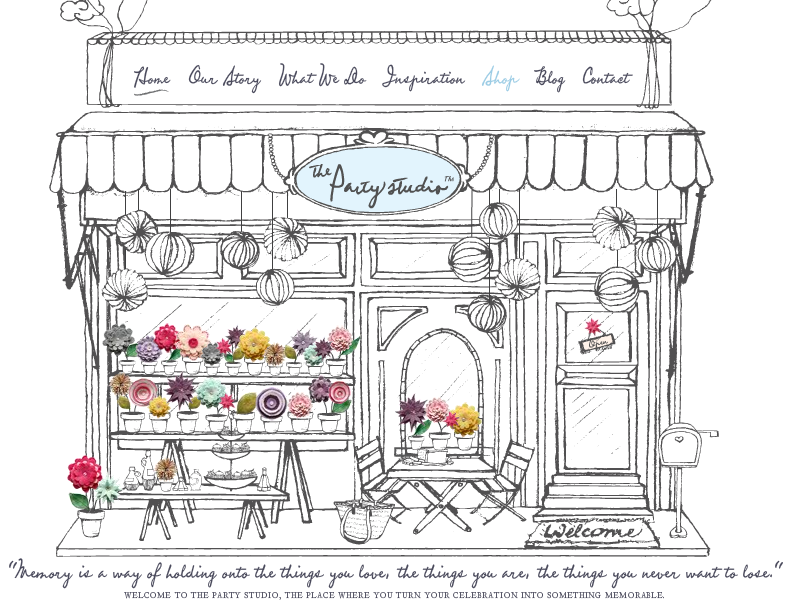 Home Our Story What We Do Inspiration Shop Blog Contact
the
Party studio™
Open
Welcome
"Memory is a way of holding onto the things you love, the things you are, the things you never want to lose."
WELCOME TO THE PARTY STUDIO, THE PLACE WHERE YOU TURN YOUR CELEBRATION INTO SOMETHING MEMORABLE.